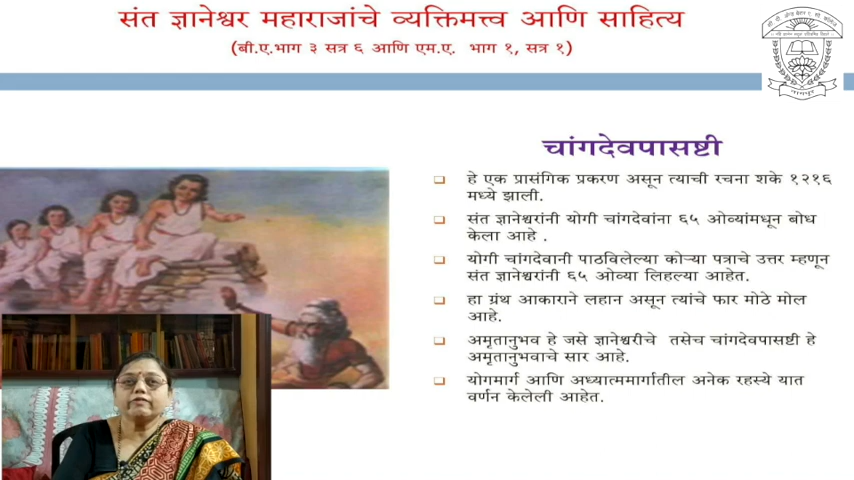 संत ज्ञानेश्वर महाराजांचे व्यक्तिमत्त्व आणि साहित्य
(बी.ए.भाग ३ सत्र ६ आणि एम.ए. भाग १, सत्र १)
चांगदेवपासष्टी
हे एक प्रासंगिक प्रकरण असून त्याची रचना शके १२१६
मध्ये झाली.
संत ज्ञानेश्वरांनी योगी चांगदेवांना ६५ ओव्यांमधून बोध
केला आहे .
योगी चांगदेवानी पाठविलेल्या कोऱ्या पत्राचे उत्तर म्हणून
संत ज्ञानेश्वरांनी ६५ ओव्या लिहल्या आहेत.
हा ग्रंथ आकाराने लहान असून त्यांचे फार मोठे मोल
आहे.
अमृतानुभव हे जसे ज्ञानेश्वरीचे तसेच चांगदेवपासष्टी हे
अमृतानुभवाचे सार आहे.
योगमार्ग आणि अध्यात्ममार्गातील अनेक रहस्ये यात
वर्णन केलेली आहेत.
नागपूर